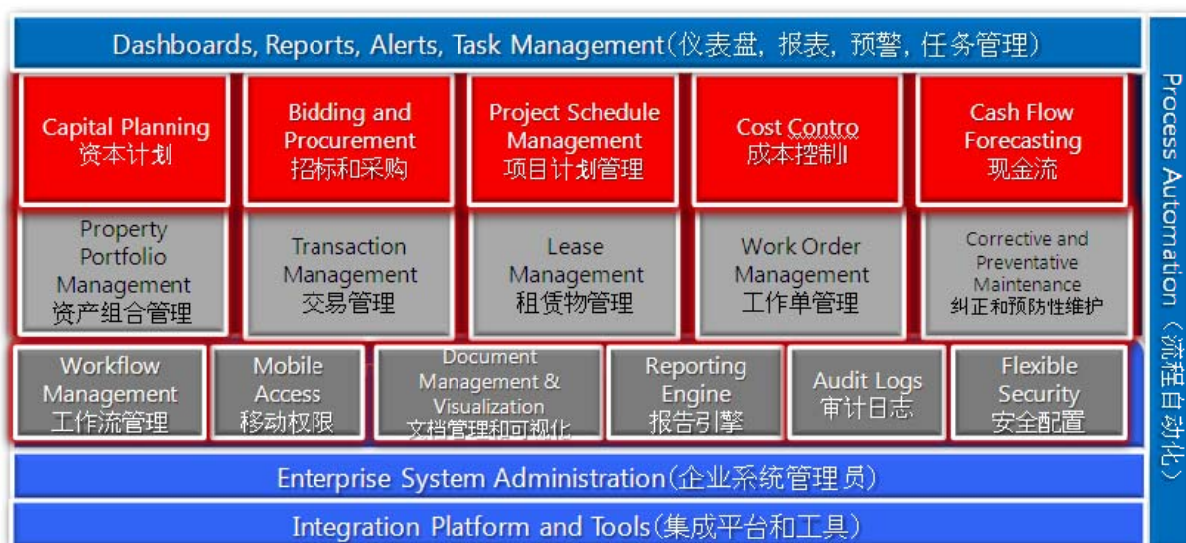 Dashboards, Reports, Alerts, Task Management(仪表盘, 报表, 预警, 任务管理)
Capital Planning
资本计划
Bidding and
Procurement
招标和采购
Project Schedule
Management
项目计划管理
Cost Contro
成本控制l
Cash Flow
Forecasting
现金流
Property
Portfolio
Management
资产组合管理
Transaction
Management
交易管理
Lease
Management
租赁物管理
Work Order
Management
工作单管理
Corrective and
Preventative
Maintenance
纠正和预防性维护
Workflow
Management
工作流管理
Mobile
Access
移动权限
Document
Management &
Visualization
文档管理和可视化
Reporting
Engine
报告引擎
Audit Logs
审计日志
Flexible
Security
安全配置
Enterprise System Administration(企业系统管理员)
Integration Platform and Tools(集成平台和工具)
Process Automation（流程自动化）